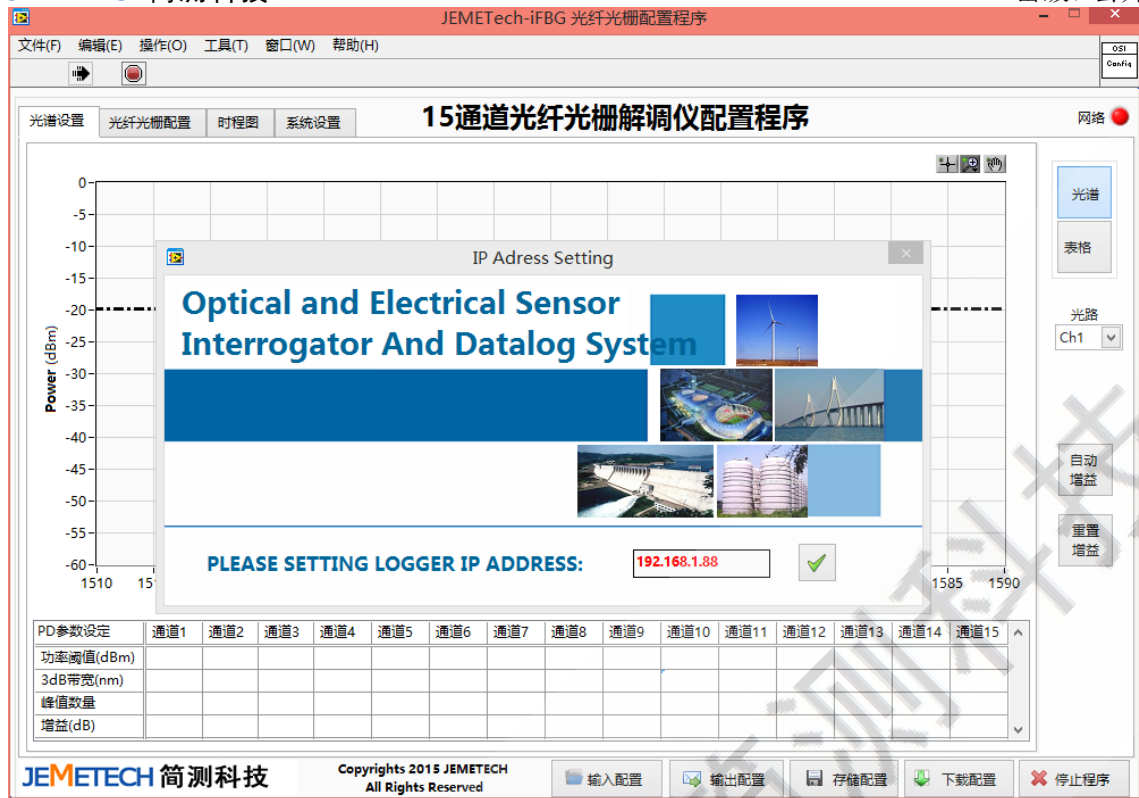 JEMETech-iFBG 光纤光栅配置程序
文件(F) 编辑(E) 操作(O) 工具(T) 窗口(W) 帮助(H)
OSI
Config
光谱设置 光纤光栅配置 时程图 系统设置 15通道光纤光栅解调仪配置程序 网络
光谱
表格
光路
Ch1
自动
增益
重置
增益
Power (dBm)
0
-5
-10
-15
-20
-25
-30
-35
-40
-45
-50
-55
-60
1510 1585 1590
IP Adress Setting
Optical and Electrical Sensor
Interrogator And Datalog System
PLEASE SETTING LOGGER IP ADDRESS: 192.168.1.88
PD参数设定 通道1 通道2 通道3 通道4 通道5 通道6 通道7 通道8 通道9 通道10 通道11 通道12 通道13 通道14 通道15
功率阈值(dBm)
3dB带宽(nm)
峰值数量
增益(dB)
JEMETECH 简测科技 Copyrights 2015 JEMETECH
All Rights Reserved
输入配置 输出配置 存储配置 下载配置 停止程序
简测科技